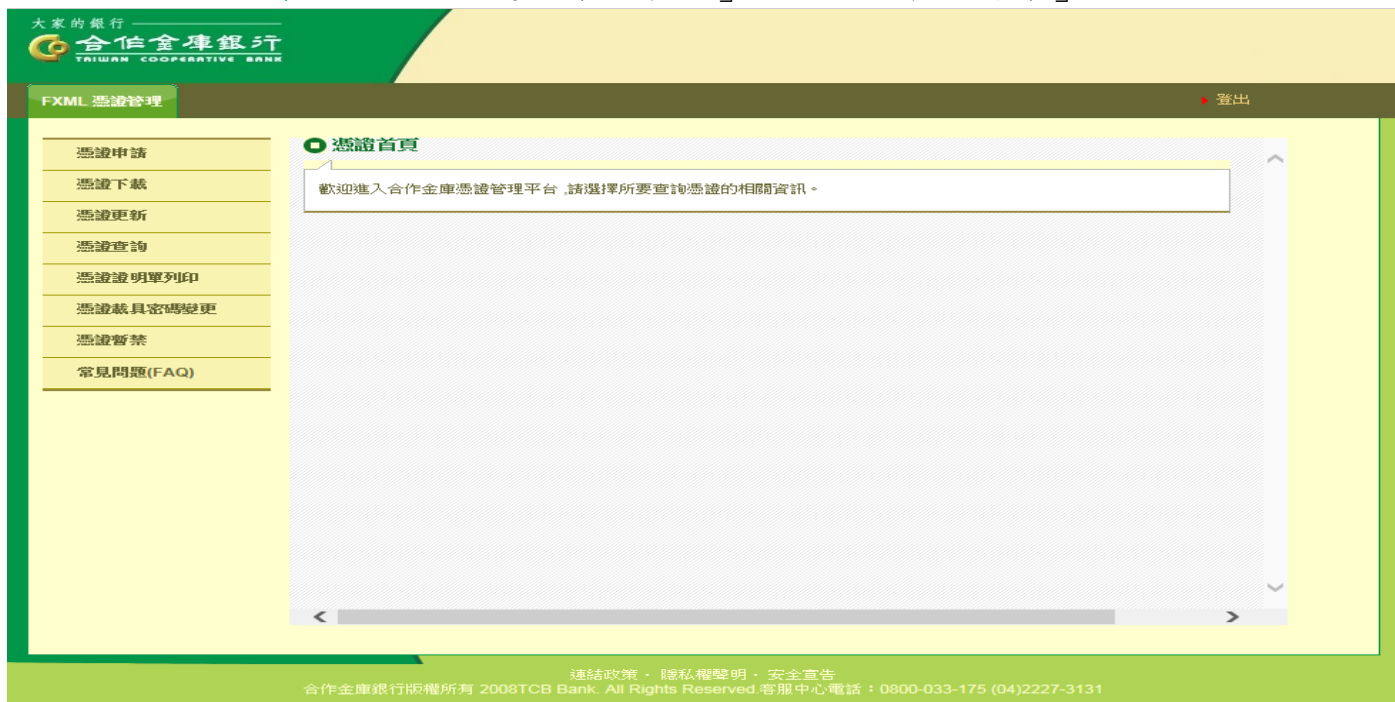 大家的銀行
合作金庫銀行
TAIWAN COOPERATIVE BANK
FXML 憑證管理
登出
憑證申請
憑證下載
憑證更新
憑證查詢
憑證證明單列印
憑證載具密碼變更
憑證暫禁
常見問題(FAQ)
憑證首頁
歡迎進入合作金庫憑證管理平台 ,請選擇所要查詢憑證的相關資訊。
連結政策 · 隱私權聲明 · 安全宣告
合作金庫銀行版權所有 2008TCB Bank. All Rights Reserved.客服中心電話：0800-033-175 (04)2227-3131